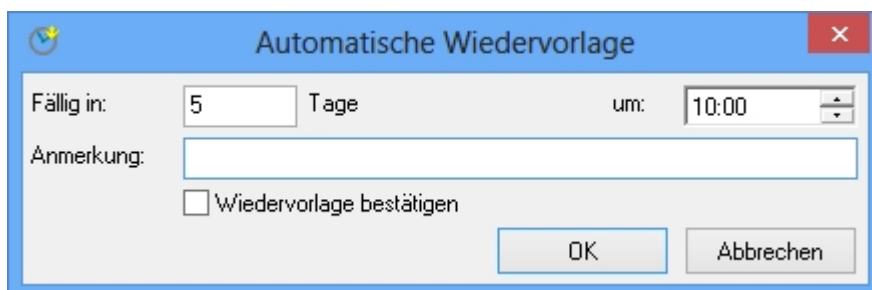 Automatische Wiedervorlage
Fällig in: 5 Tage um: 10:00
Anmerkung:
Wiedervorlage bestätigen
OK Abbrechen